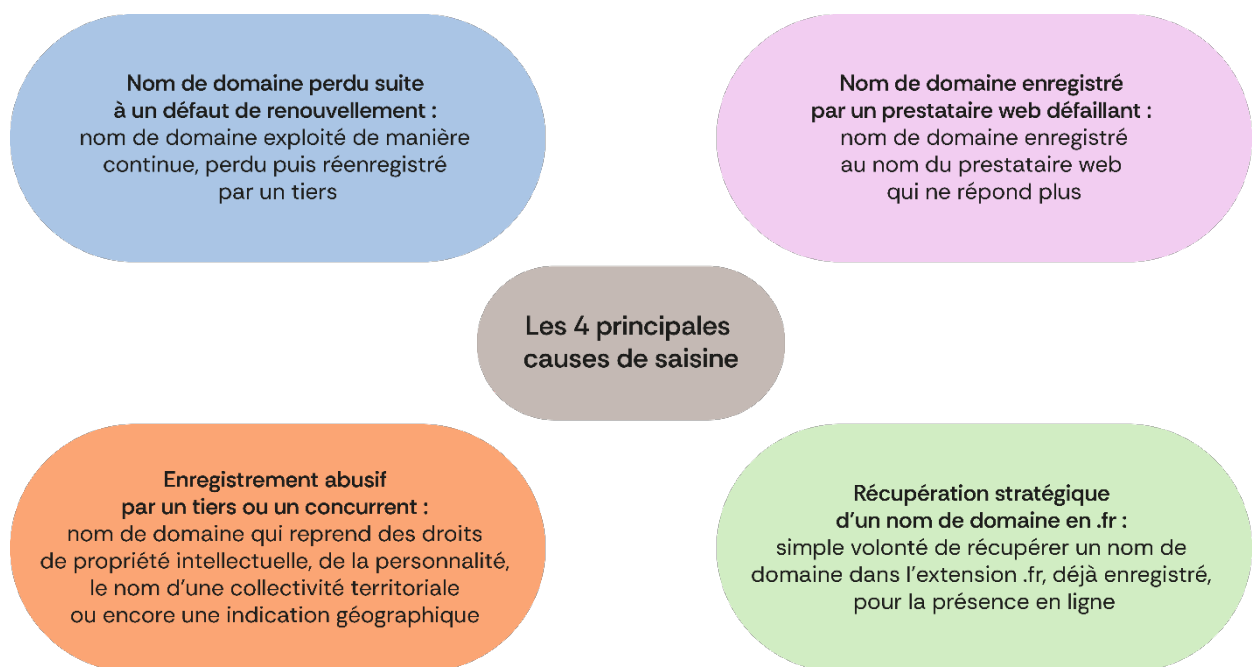 Nom de domaine perdu suite
à un défaut de renouvellement :
nom de domaine exploité de manière
continue, perdu puis réenregistré
par un tiers
Nom de domaine enregistré
par un prestataire web défaillant :
nom de domaine enregistré
au nom du prestataire web
qui ne répond plus
Les 4 principales
causes de saisine
Enregistrement abusif
par un tiers ou un concurrent :
nom de domaine qui reprend des droits
de propriété intellectuelle, de la personnalité,
le nom d'une collectivité territoriale
ou encore une indication géographique
Récupération stratégique
d'un nom de domaine en .fr :
simple volonté de récupérer un nom de
domaine dans l'extension .fr, déjà enregistré,
pour la présence en ligne